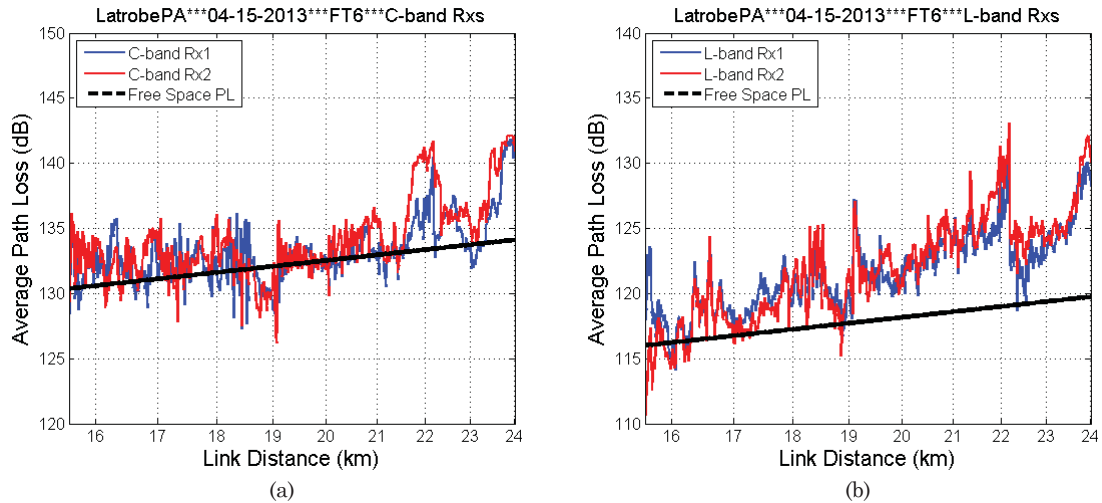 LatrobePA***04-15-2013***FT6***C-band Rxs
150
145
140
135
130
125
120
Average Path Loss (dB)
C-band Rx1
C-band Rx2
Free Space PL
16 17 18 19 20 21 22 23 24
Link Distance (km)
(a)
LatrobePA***04-15-2013***FT6***L-band Rxs
140
135
130
125
120
115
110
Average Path Loss (dB)
L-band Rx1
L-band Rx2
Free Space PL
16 17 18 19 20 21 22 23 24
Link Distance (km)
(b)